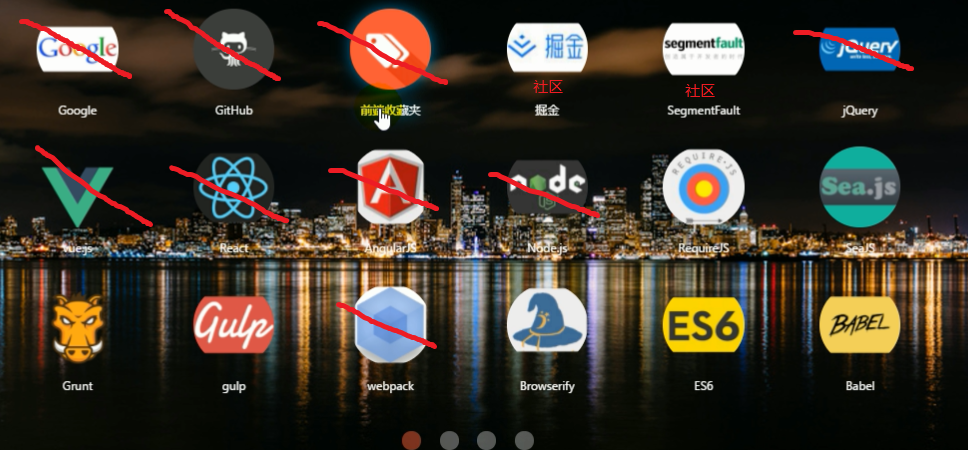 Google
segmentfault
掘金
jQuery
社区
社区
Google
GitHub
前端收藏夹
掘金
SegmentFault
jQuery
node
JS
REQUIRE-JS
Sea.js
Vue.js
React
AngularJS
Node.js
RequireJS
SeaJS
Gulp
ES6
BABEL
Grunt
gulp
webpack
Browserify
ES6
Babel